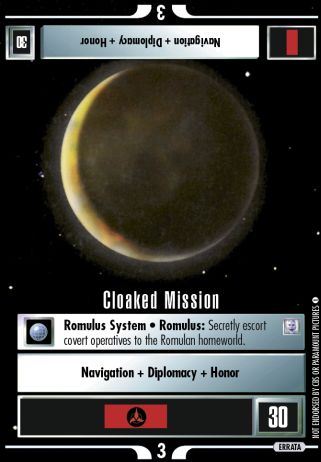 3
Navigation + Diplomacy + Honor
30
Cloaked Mission
Romulus System • Romulus: Secretly escort
covert operatives to the Romulan homeworld.
Navigation + Diplomacy + Honor
30
3
ERRATA
NOT ENDORSED BY CBS OR PARAMOUNT PICTURES